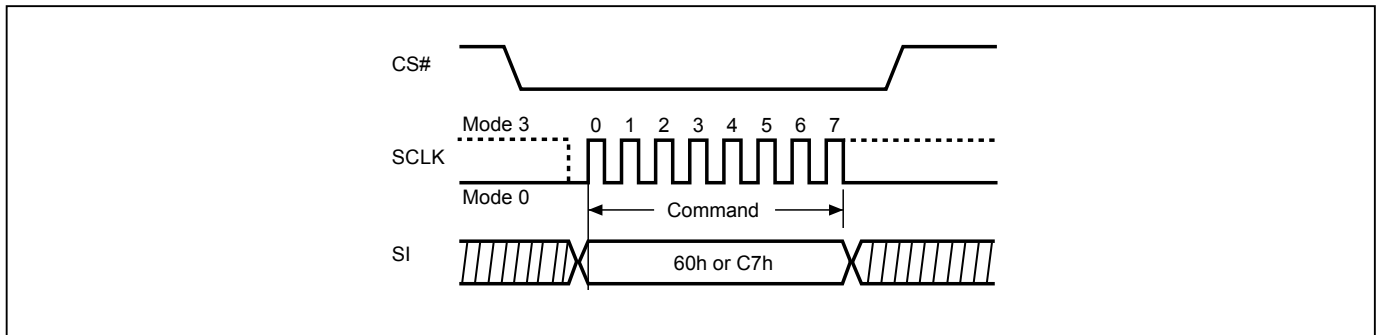 CS#
Mode 3
0 1 2 3 4 5 6 7
SCLK
Mode 0
Command
SI
60h or C7h